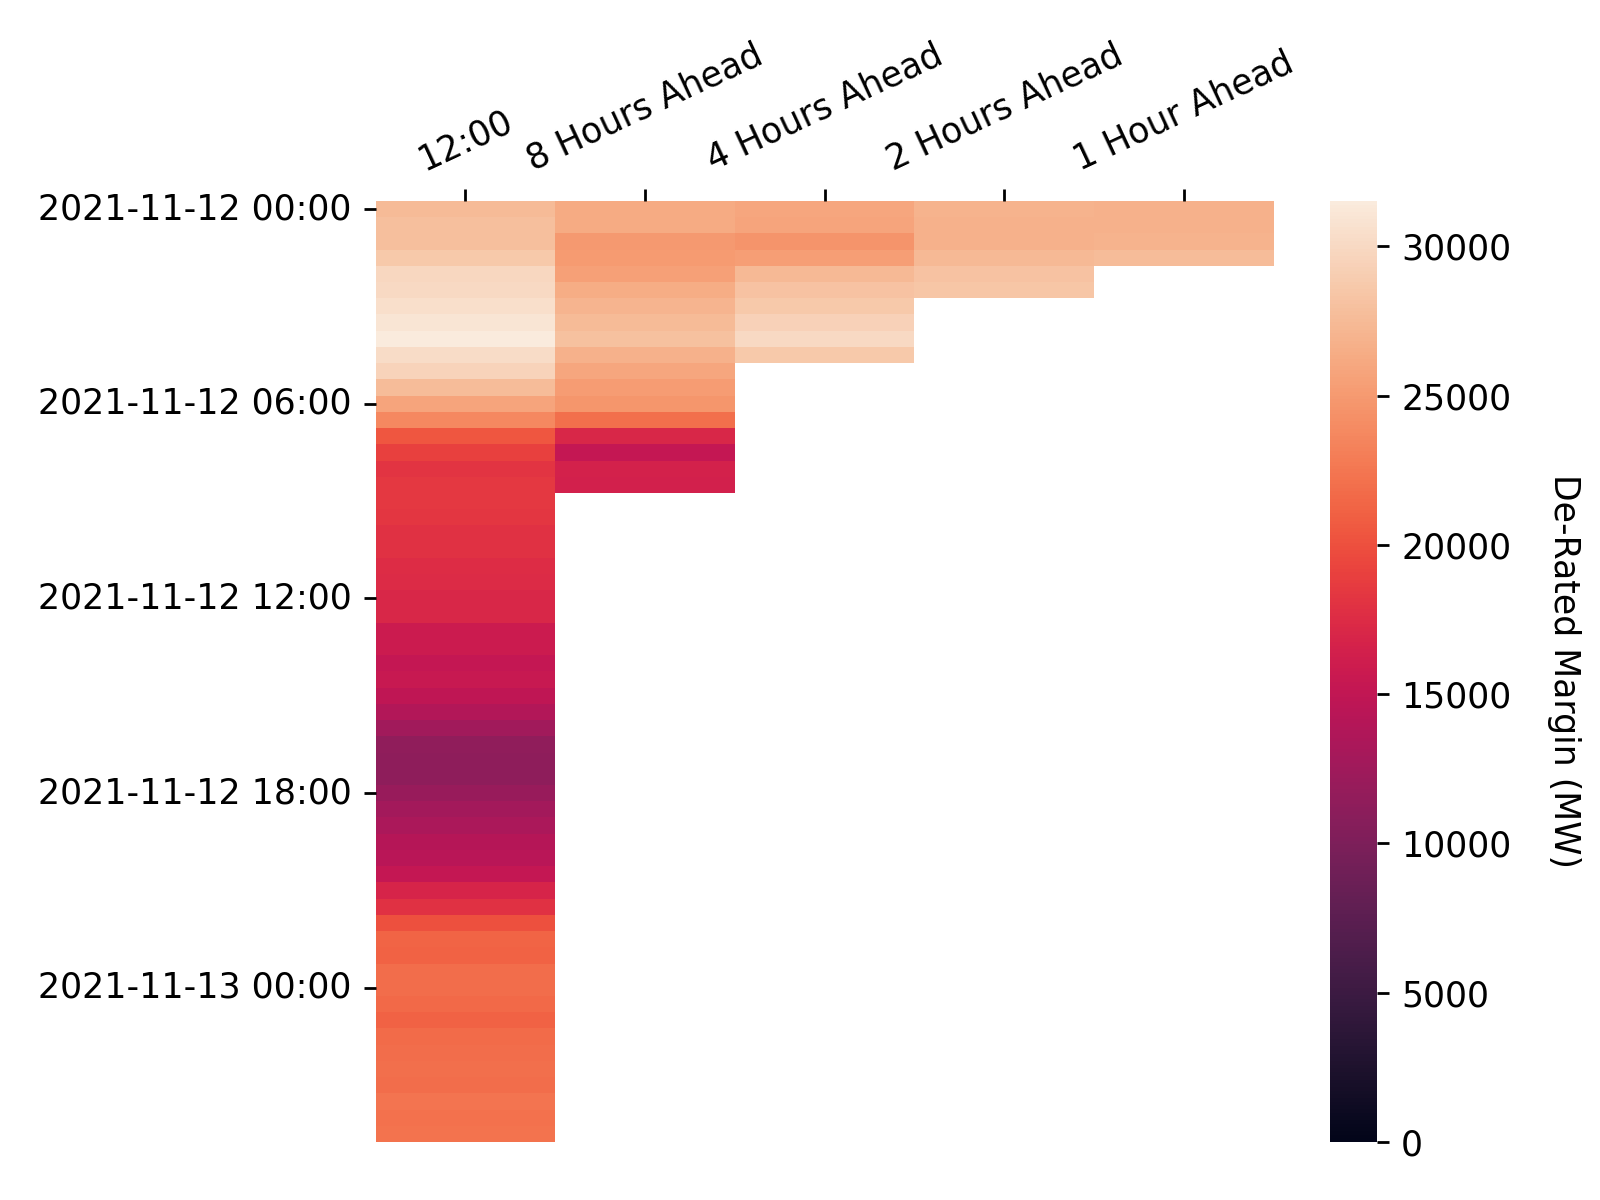 12:00
8 Hours Ahead
4 Hours Ahead
2 Hours Ahead
1 Hour Ahead
2021-11-12 00:00
2021-11-12 06:00
2021-11-12 12:00
2021-11-12 18:00
2021-11-13 00:00
30000
25000
20000
15000
10000
5000
0
De-Rated Margin (MW)